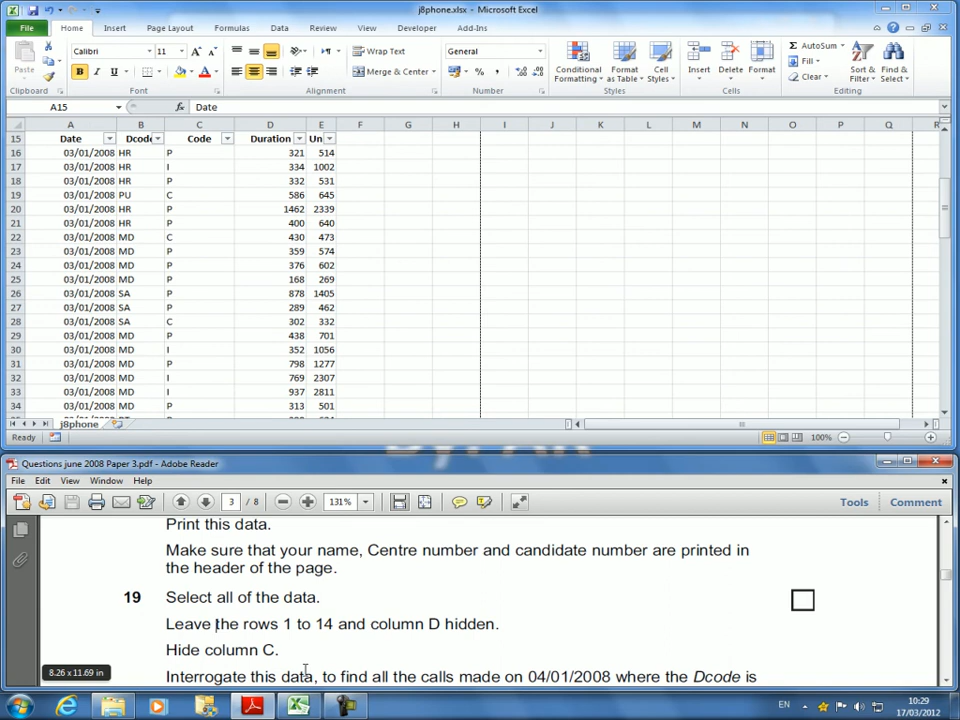 j8phone.xlsx - Microsoft Excel
File Home Insert Page Layout Formulas Data Review View Developer Add-Ins
Paste Calibri 11 Wrap Text General AutoSum
Fill
B I U Merge & Center % , Conditional Formatting Format as Table Cell Styles Insert Delete Format Clear Sort & Filter Find & Select
Clipboard Font Alignment Number Styles Cells Editing
A15 fx Date
A B C D E F G H I J K L M N O P Q R
15 Date Dcode Code Duration Un
16 03/01/2008 HR P 321 514
17 03/01/2008 HR I 334 1002
18 03/01/2008 HR P 332 531
19 03/01/2008 PU C 586 645
20 03/01/2008 HR P 1462 2339
21 03/01/2008 HR P 400 640
22 03/01/2008 MD C 430 473
23 03/01/2008 MD P 359 574
24 03/01/2008 MD P 376 602
25 03/01/2008 MD P 168 269
26 03/01/2008 SA P 878 1405
27 03/01/2008 SA P 289 462
28 03/01/2008 SA C 302 332
29 03/01/2008 MD P 438 701
30 03/01/2008 MD I 352 1056
31 03/01/2008 MD P 798 1277
32 03/01/2008 MD I 769 2307
33 03/01/2008 MD I 937 2811
34 03/01/2008 MD P 313 501
j8phone
Ready 100%
Questions june 2008 Paper 3.pdf - Adobe Reader
File Edit View Window Help
3 / 8 131% Tools Comment
Print this data.
Make sure that your name, Centre number and candidate number are printed in
the header of the page.
19 Select all of the data.
Leave the rows 1 to 14 and column D hidden.
Hide column C.
8.26 x 11.69 in
Interrogate this data, to find all the calls made on 04/01/2008 where the Dcode is
EN 10:29
17/03/2012